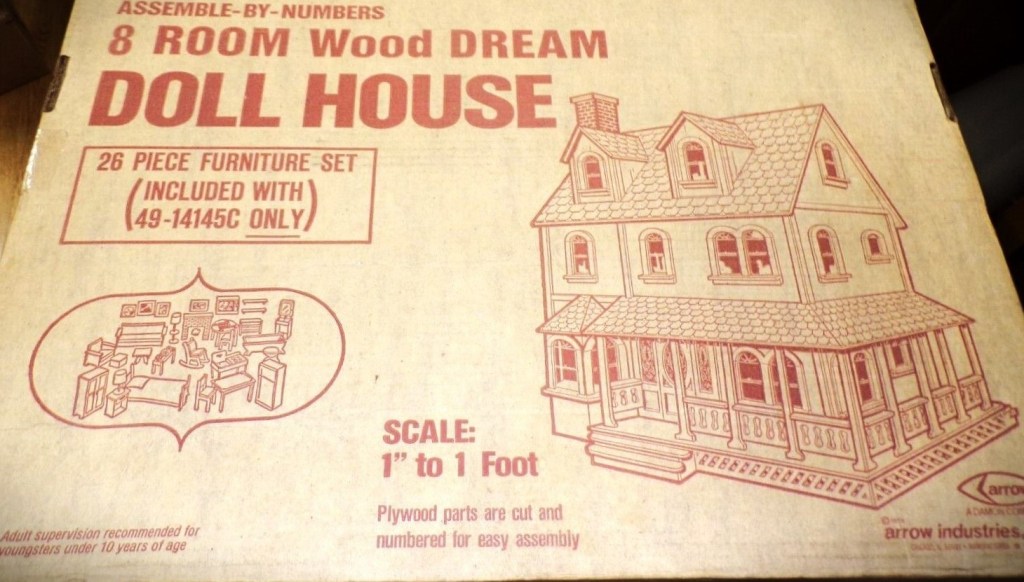 ASSEMBLE-BY-NUMBERS
8 ROOM Wood DREAM
DOLL HOUSE
26 PIECE FURNITURE SET
(INCLUDED WITH
49-14145C ONLY)
SCALE:
1" to 1 Foot
Plywood parts are cut and
numbered for easy assembly
Adult supervision recommended for
youngsters under 10 years of age
arrow
A DAMON COM
arrow industries,